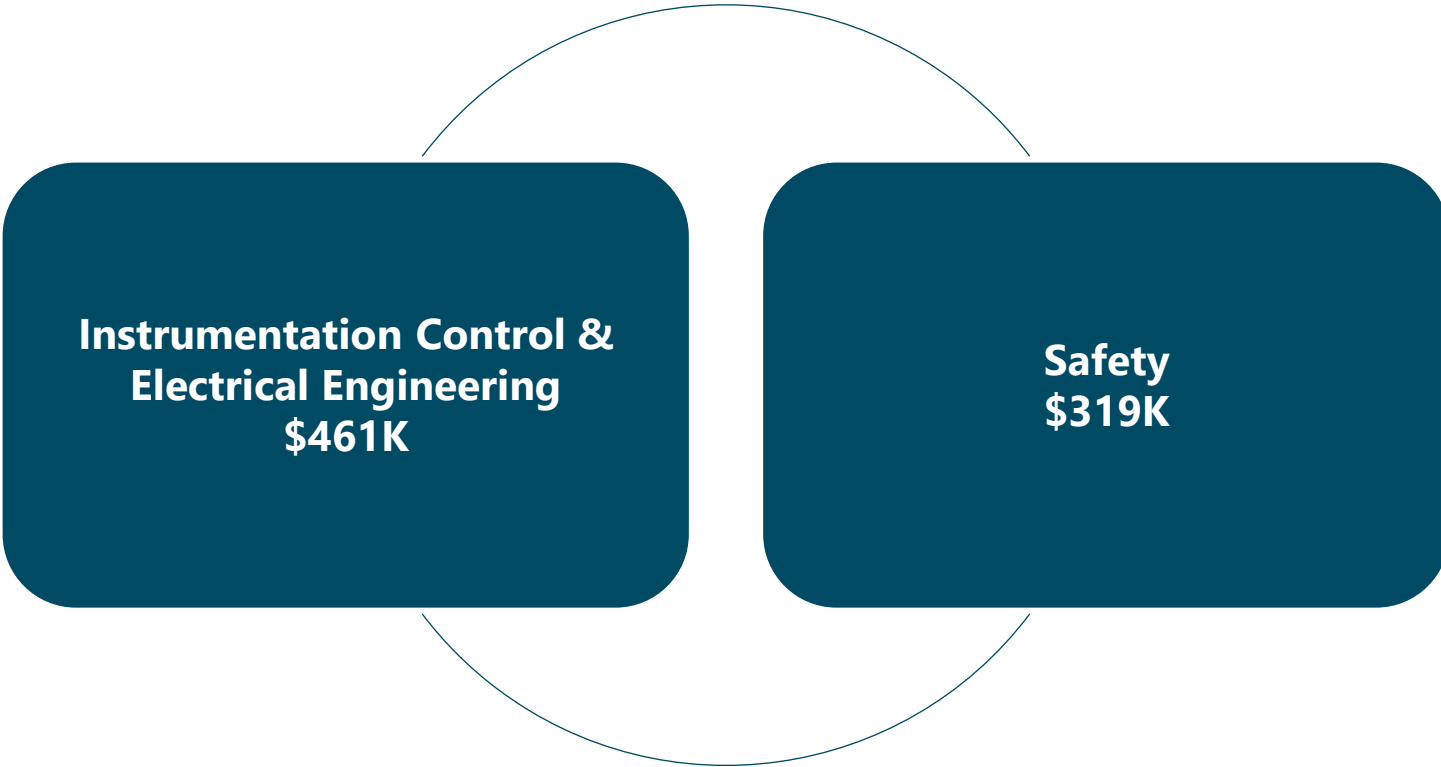 Instrumentation Control &
Electrical Engineering
$461K
Safety
$319K